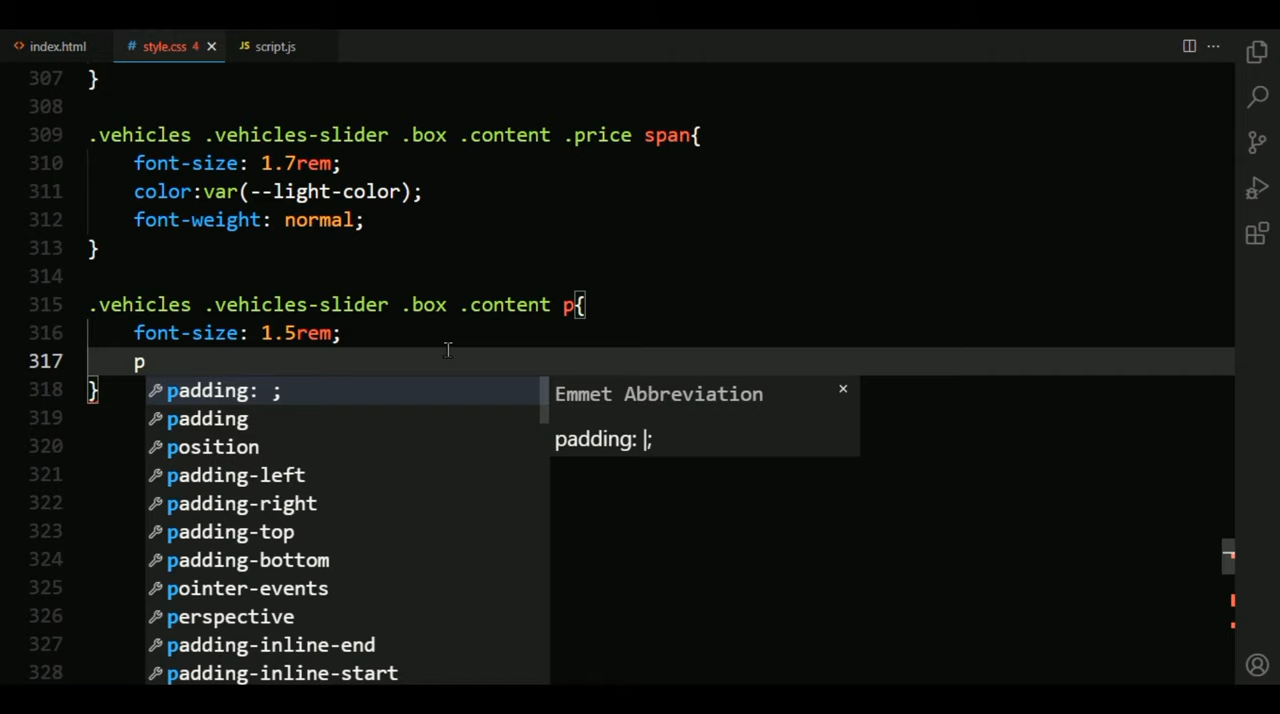 index.html style.css 4 JS script.js
307 }
308
309 .vehicles .vehicles-slider .box .content .price span{
310 font-size: 1.7rem;
311 color:var(--light-color);
312 font-weight: normal;
313 }
314
315 .vehicles .vehicles-slider .box .content p{
316 font-size: 1.5rem;
317 p
318 } padding: ; Emmet Abbreviation
319 padding
320 position padding: |;
321 padding-left
322 padding-right
323 padding-top
324 padding-bottom
325 pointer-events
326 perspective
327 padding-inline-end
328 padding-inline-start